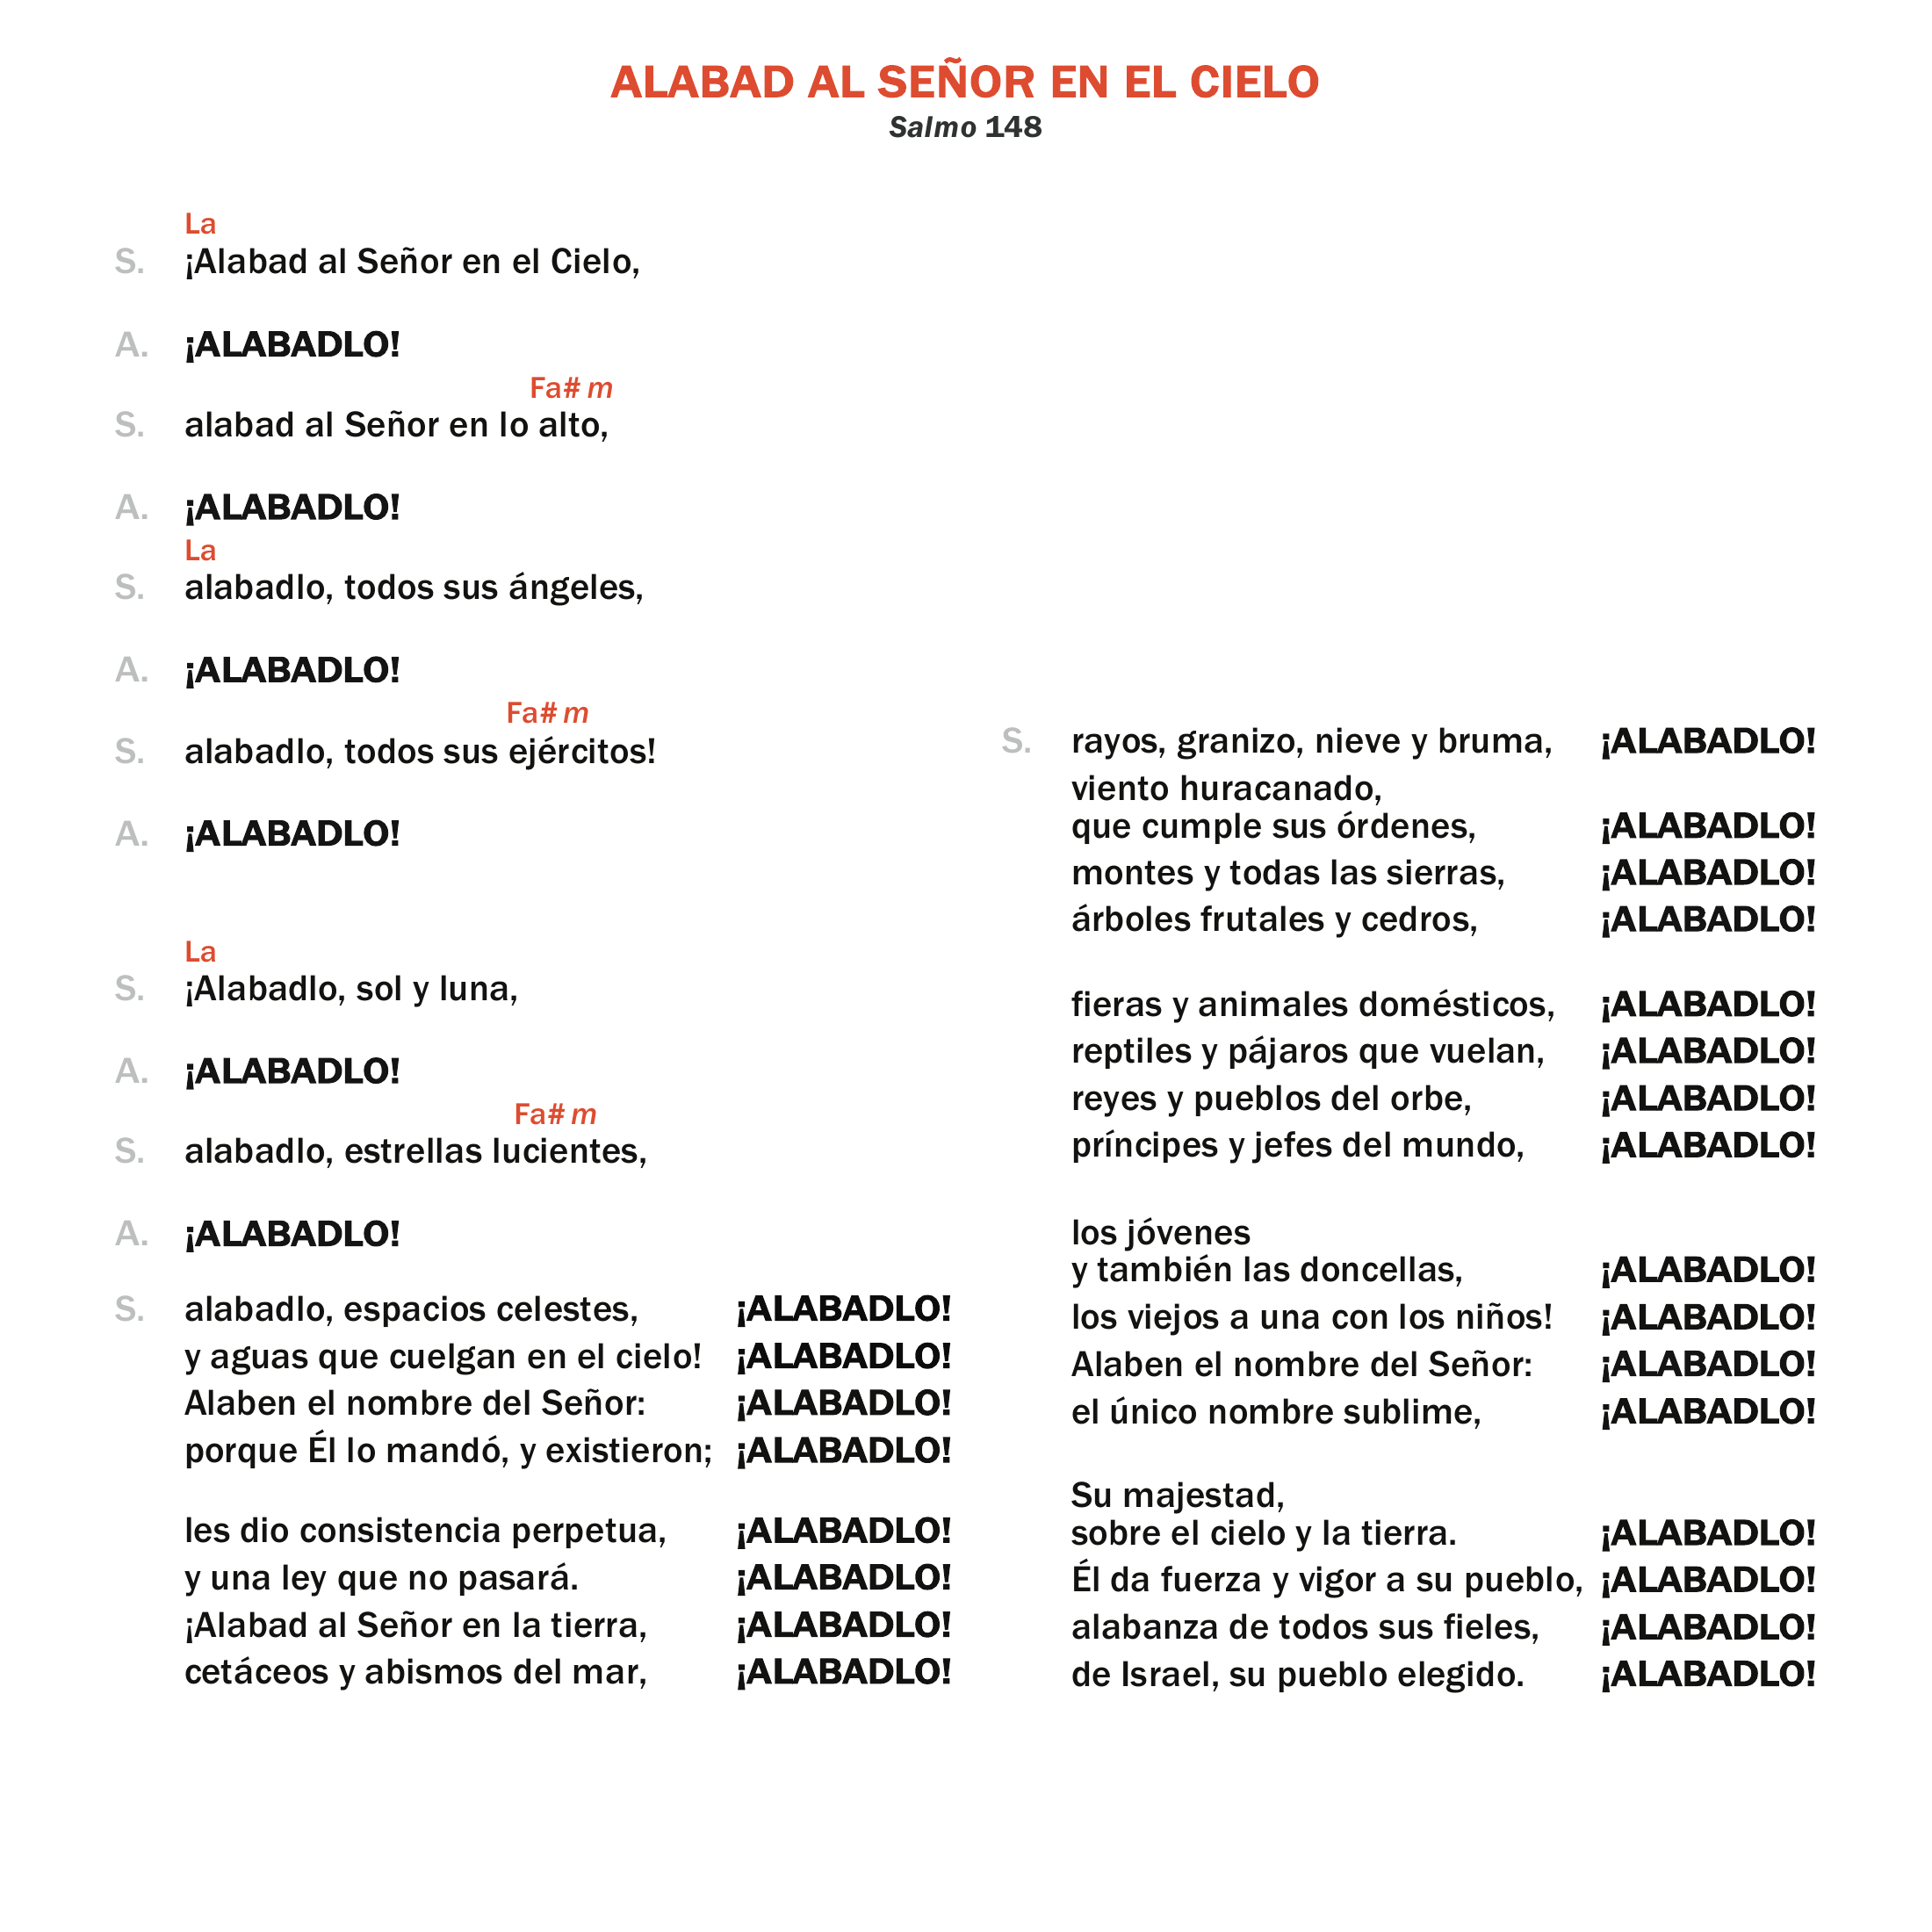 ALABAD AL SEÑOR EN EL CIELO
Salmo 148
La
S. ¡Alabad al Señor en el Cielo,
A. ¡ALABADLO!
Fa# m
S. alabad al Señor en lo alto,
A. ¡ALABADLO!
La
S. alabadlo, todos sus ángeles,
A. ¡ALABADLO!
Fa# m
S. alabadlo, todos sus ejércitos!
A. ¡ALABADLO!
La
S. ¡Alabadlo, sol y luna,
A. ¡ALABADLO!
Fa# m
S. alabadlo, estrellas lucientes,
A. ¡ALABADLO!
S. alabadlo, espacios celestes, ¡ALABADLO!
y aguas que cuelgan en el cielo! ¡ALABADLO!
Alaben el nombre del Señor: ¡ALABADLO!
porque Él lo mandó, y existieron; ¡ALABADLO!
les dio consistencia perpetua, ¡ALABADLO!
y una ley que no pasará. ¡ALABADLO!
¡Alabad al Señor en la tierra, ¡ALABADLO!
cetáceos y abismos del mar, ¡ALABADLO!
S. rayos, granizo, nieve y bruma, ¡ALABADLO!
viento huracanado,
que cumple sus órdenes, ¡ALABADLO!
montes y todas las sierras, ¡ALABADLO!
árboles frutales y cedros, ¡ALABADLO!
fieras y animales domésticos, ¡ALABADLO!
reptiles y pájaros que vuelan, ¡ALABADLO!
reyes y pueblos del orbe, ¡ALABADLO!
príncipes y jefes del mundo, ¡ALABADLO!
los jóvenes
y también las doncellas, ¡ALABADLO!
los viejos a una con los niños! ¡ALABADLO!
Alaben el nombre del Señor: ¡ALABADLO!
el único nombre sublime, ¡ALABADLO!
Su majestad,
sobre el cielo y la tierra. ¡ALABADLO!
Él da fuerza y vigor a su pueblo, ¡ALABADLO!
alabanza de todos sus fieles, ¡ALABADLO!
de Israel, su pueblo elegido. ¡ALABADLO!